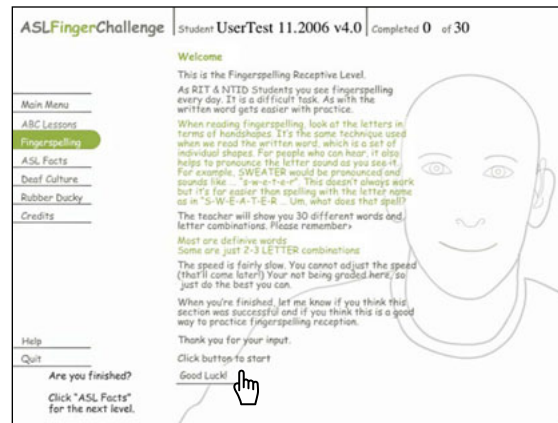 ASLFingerChallenge
Student UserTest 11.2006 v4.0
Completed 0 of 30
Main Menu
ABC Lessons
Fingerspelling
ASL Facts
Deaf Culture
Rubber Ducky
Credits
Help
Quit
Are you finished?
Click "ASL Facts"
for the next level.
Welcome
This is the Fingerspelling Receptive Level.
As RIT & NTID Students you see fingerspelling
every day. It is a difficult task. As with the
written word it gets easier with practice.
When reading fingerspelling, look at the letters in
terms of handshapes. It's the same technique used
when we read the written word, which is a set of
individual shapes. For people who can hear, it also
helps to pronounce the letter sound as you see it.
For example, SWEATER would be pronounced and
sounds like ... "s-w-e-t-e-r". This doesn't always work
but it's far easier than spelling with the letter name
as in "S-W-E-A-T-E-R ... Um, what does that spell?
The teacher will show you 30 different words and
letter combinations. Please remember>
Most are definive words
Some are just 2-3 LETTER combinations
The speed is fairly slow. You cannot adjust the speed
(that'll come later!) Your not being graded here, so
just do the best you can.
When you're finished, let me know if you think this
section was successful and if you think this is a good
way to practice fingerspelling reception.
Thank you for your input.
Click button to start
Good Luck!